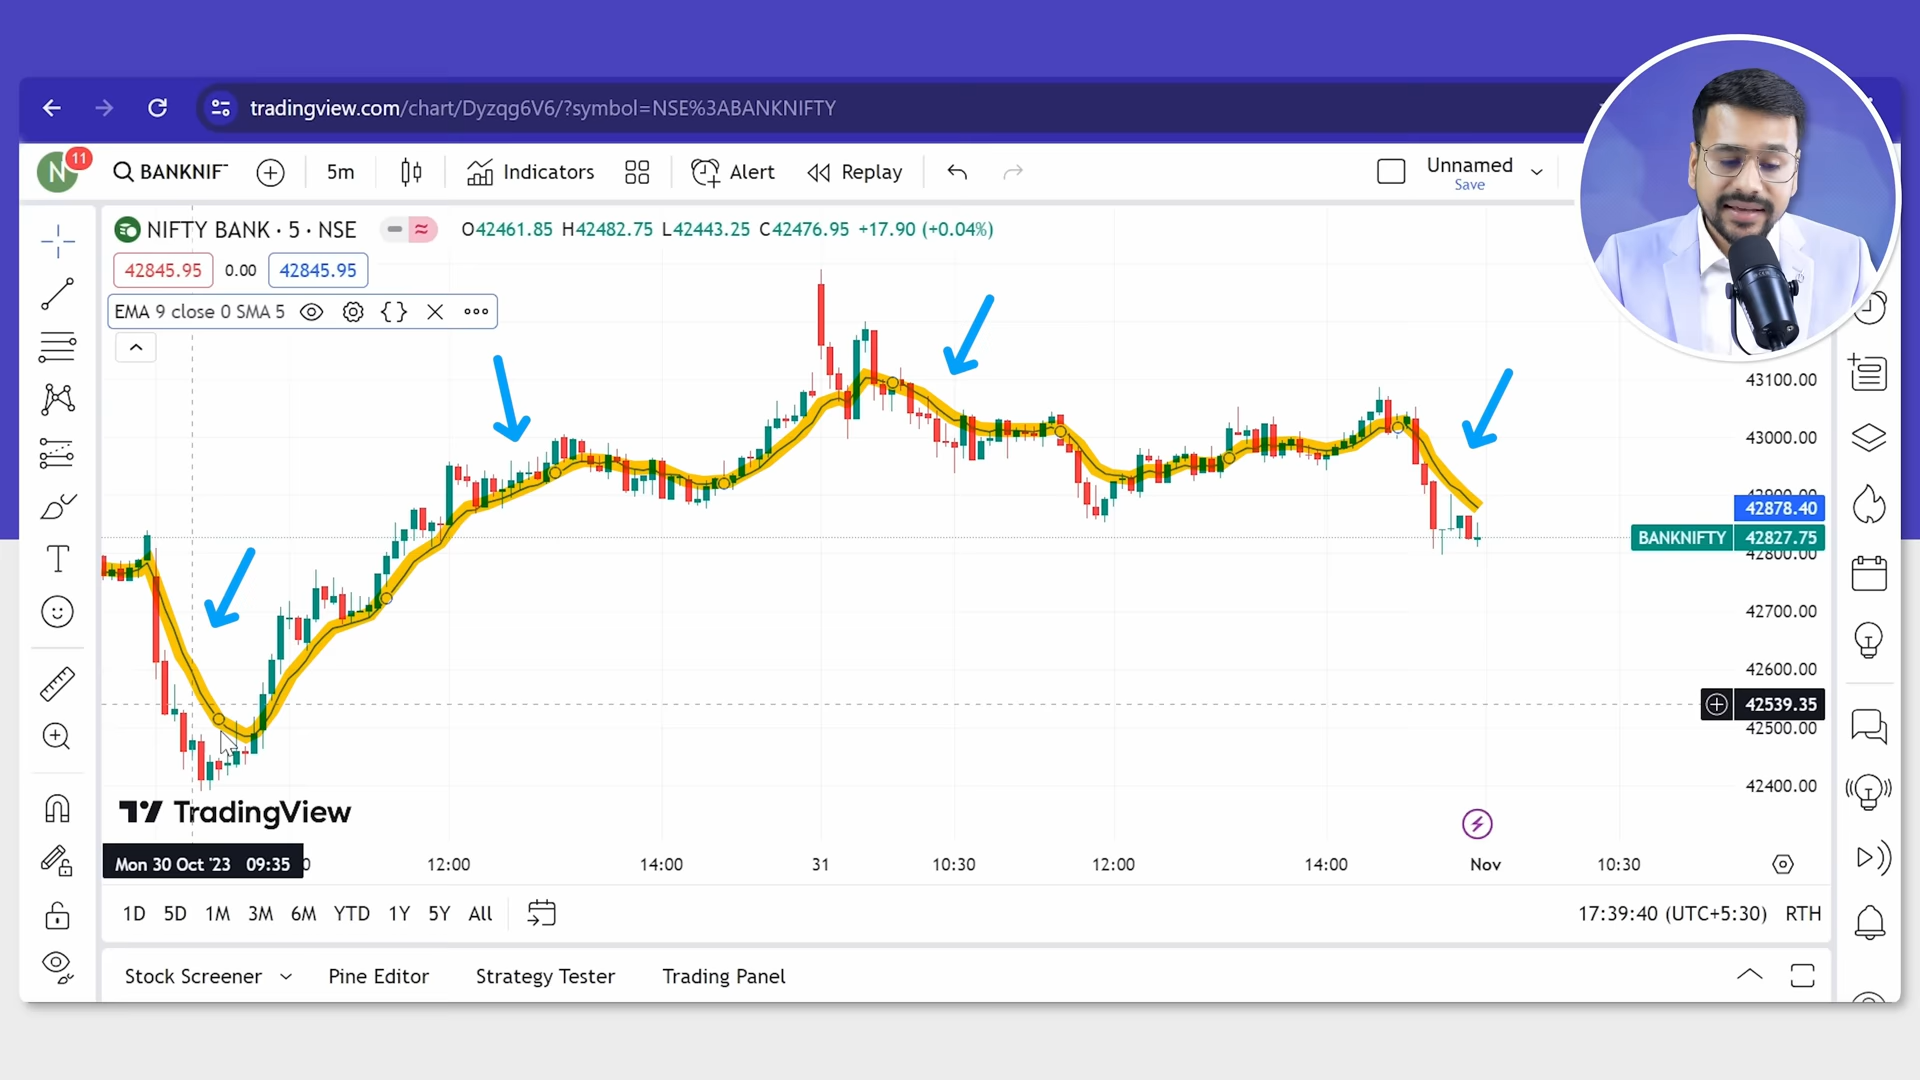 tradingview.com/chart/Dyzqg6V6/?symbol=NSE%3ABANKNIFTY
N 11 BANKNIF 5m Indicators Alert Replay Unnamed
Save
NIFTY BANK · 5 · NSE O42461.85 H42482.75 L42443.25 C42476.95 +17.90 (+0.04%)
42845.95 0.00 42845.95
EMA 9 close 0 SMA 5
43100.00
43000.00
42878.40
BANKNIFTY 42827.75
42800.00
42700.00
42600.00
42539.35
42500.00
42400.00
TradingView
Mon 30 Oct '23 09:35 12:00 14:00 31 10:30 12:00 14:00 Nov 10:30
1D 5D 1M 3M 6M YTD 1Y 5Y All 17:39:40 (UTC+5:30) RTH
Stock Screener Pine Editor Strategy Tester Trading Panel